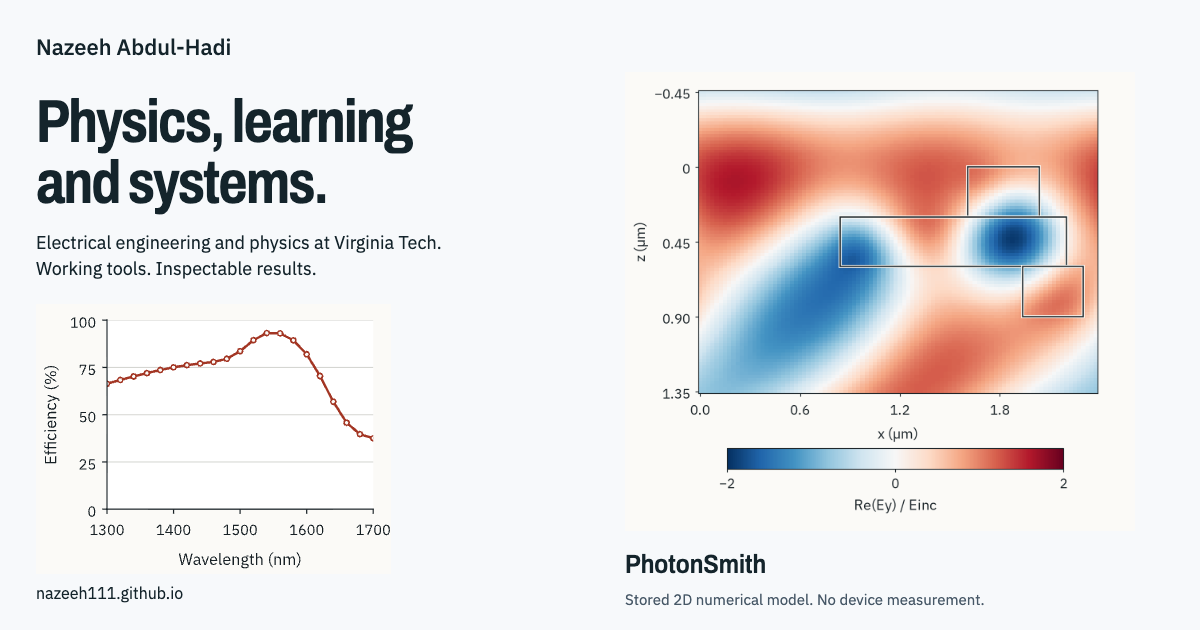 Nazeeh Abdul-Hadi
Physics, learning
and systems.
Electrical engineering and physics at Virginia Tech.
Working tools. Inspectable results.
Efficiency (%)
100
75
50
25
0
1300 1400 1500 1600 1700
Wavelength (nm)
nazeeh111.github.io
z (μm)
−0.45
0
0.45
0.90
1.35
0.0 0.6 1.2 1.8
x (μm)
−2 0 2
Re(Ey) / Einc
PhotonSmith
Stored 2D numerical model. No device measurement.